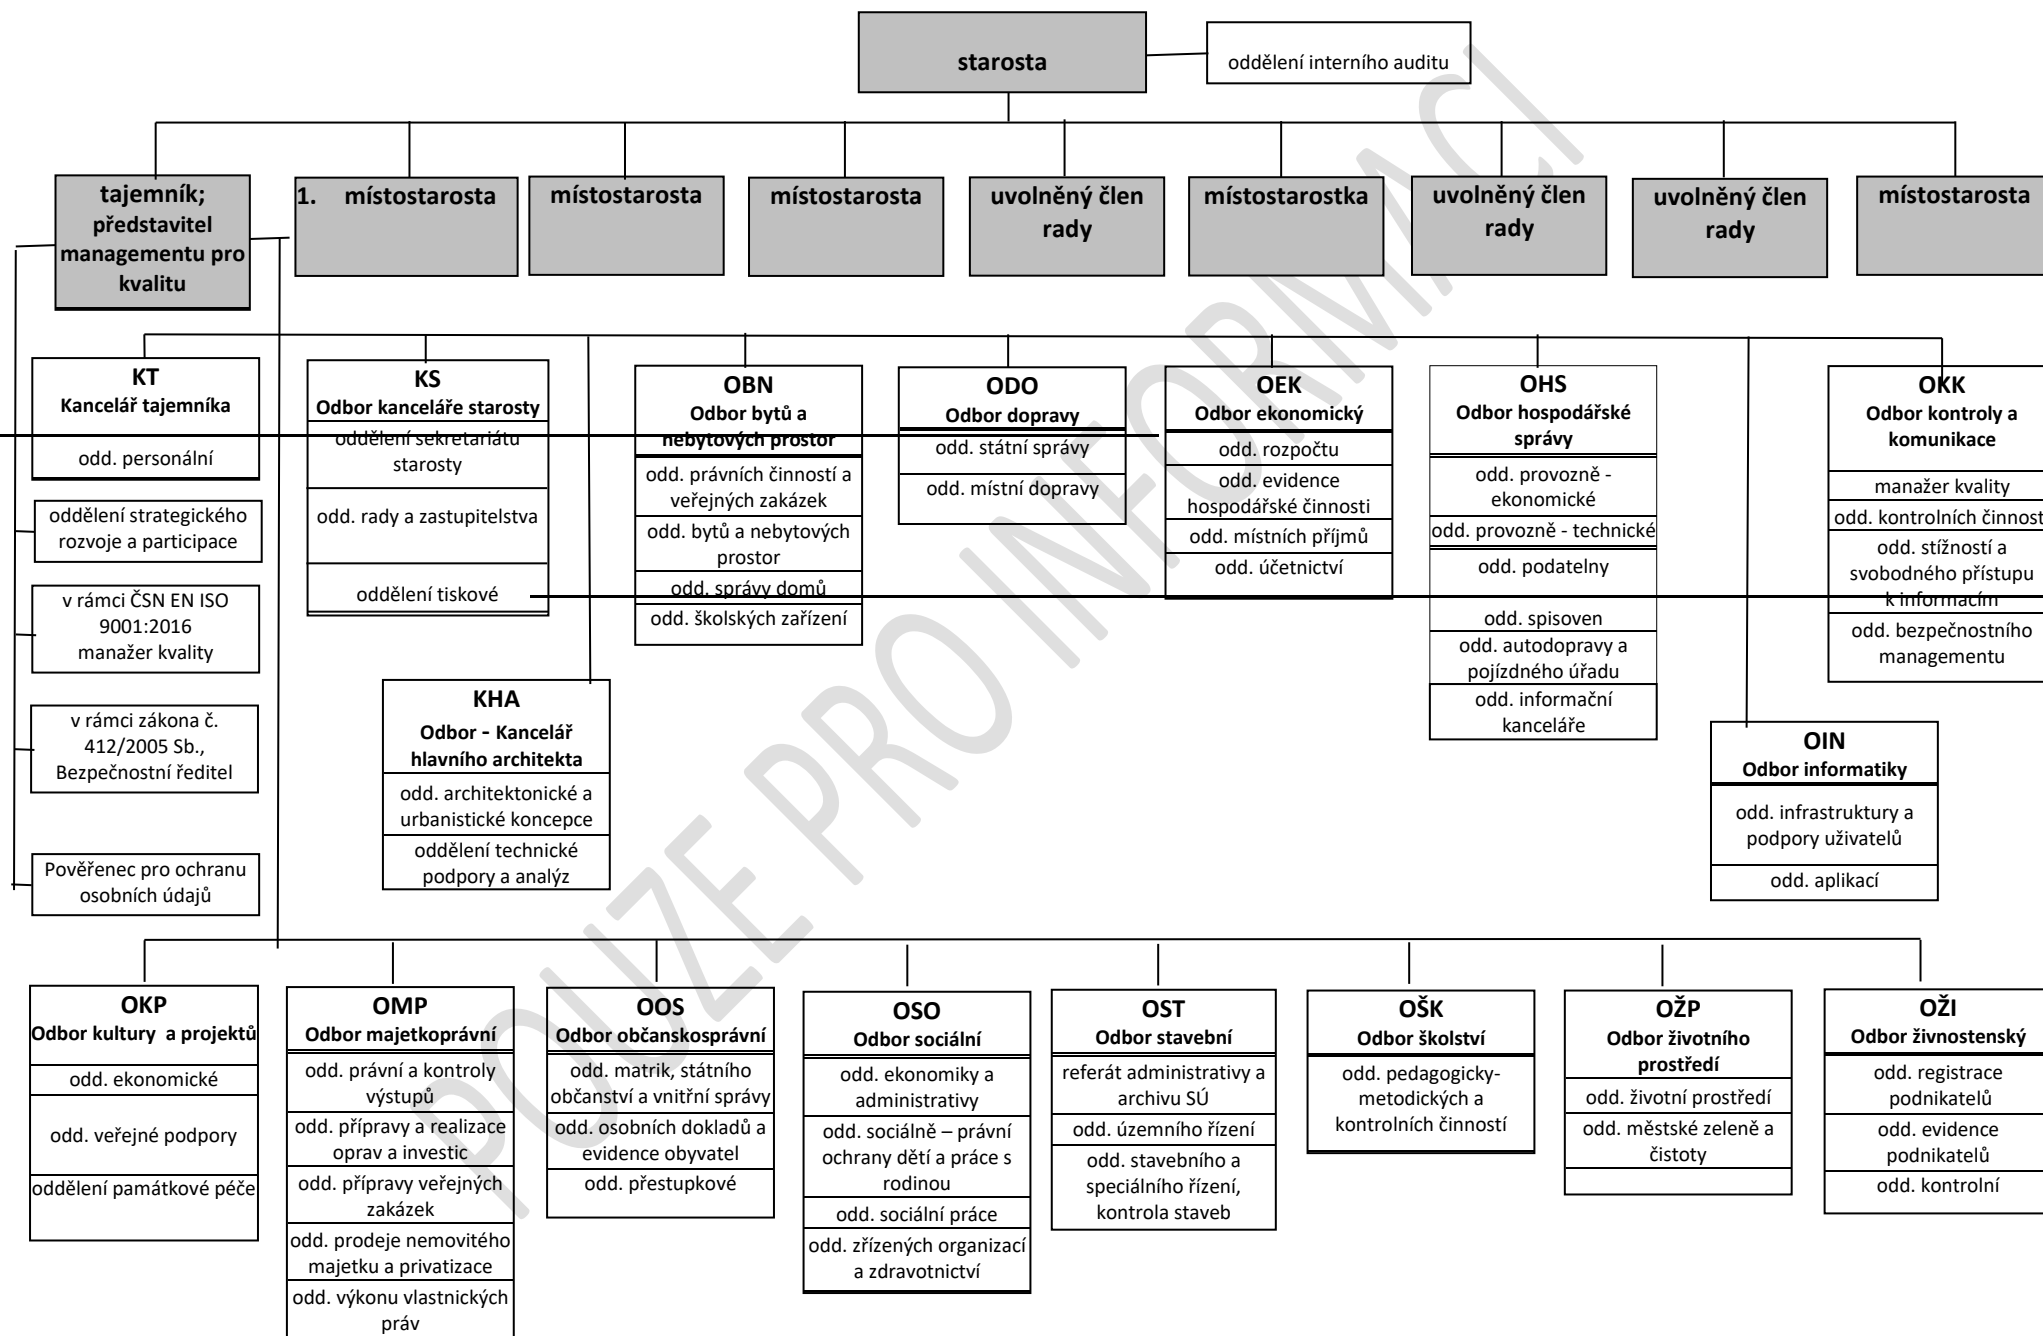 starosta
oddělení interního auditu
tajemník;
představitel
managementu pro
kvalitu
1. místostarosta
místostarosta
místostarosta
uvolněný člen
rady
místostarostka
uvolněný člen
rady
uvolněný člen
rady
místostarosta
KT
Kancelář tajemníka
odd. personální
oddělení strategického
rozvoje a participace
v rámci ČSN EN ISO
9001:2016
manažer kvality
v rámci zákona č.
412/2005 Sb.,
Bezpečnostní ředitel
Pověřenec pro ochranu
osobních údajů
KS
Odbor kanceláře starosty
oddělení sekretariátu
starosty
odd. rady a zastupitelstva
oddělení tiskové
KHA
Odbor - Kancelář
hlavního architekta
odd. architektonické a
urbanistické koncepce
oddělení technické
podpory a analýz
OBN
Odbor bytů a
nebytových prostor
odd. právních činností a
veřejných zakázek
odd. bytů a nebytových
prostor
odd. správy domů
odd. školských zařízení
ODO
Odbor dopravy
odd. státní správy
odd. místní dopravy
OEK
Odbor ekonomický
odd. rozpočtu
odd. evidence
hospodářské činnosti
odd. místních příjmů
odd. účetnictví
OHS
Odbor hospodářské
správy
odd. provozně -
ekonomické
odd. provozně - technické
odd. podatelny
odd. spisoven
odd. autodopravy a
pojízdného úřadu
odd. informační
kanceláře
OKK
Odbor kontroly a
komunikace
manažer kvality
odd. kontrolních činnost
odd. stížností a
svobodného přístupu
k informacím
odd. bezpečnostního
managementu
OIN
Odbor informatiky
odd. infrastruktury a
podpory uživatelů
odd. aplikací
OKP
Odbor kultury a projektů
odd. ekonomické
odd. veřejné podpory
oddělení památkové péče
OMP
Odbor majetkoprávní
odd. právní a kontroly
výstupů
odd. přípravy a realizace
oprav a investic
odd. přípravy veřejných
zakázek
odd. prodeje nemovitého
majetku a privatizace
odd. výkonu vlastnických
práv
OOS
Odbor občanskosprávní
odd. matrik, státního
občanství a vnitřní správy
odd. osobních dokladů a
evidence obyvatel
odd. přestupkové
OSO
Odbor sociální
odd. ekonomiky a
administrativy
odd. sociálně – právní
ochrany dětí a práce s
rodinou
odd. sociální práce
odd. zřízených organizací
a zdravotnictví
OST
Odbor stavební
referát administrativy a
archivu SÚ
odd. územního řízení
odd. stavebního a
speciálního řízení,
kontrola staveb
OŠK
Odbor školství
odd. pedagogicky-
metodických a
kontrolních činností
OŽP
Odbor životního
prostředí
odd. životní prostředí
odd. městské zeleně a
čistoty
OŽI
Odbor živnostenský
odd. registrace
podnikatelů
odd. evidence
podnikatelů
odd. kontrolní
POUZE PRO INFORMACI